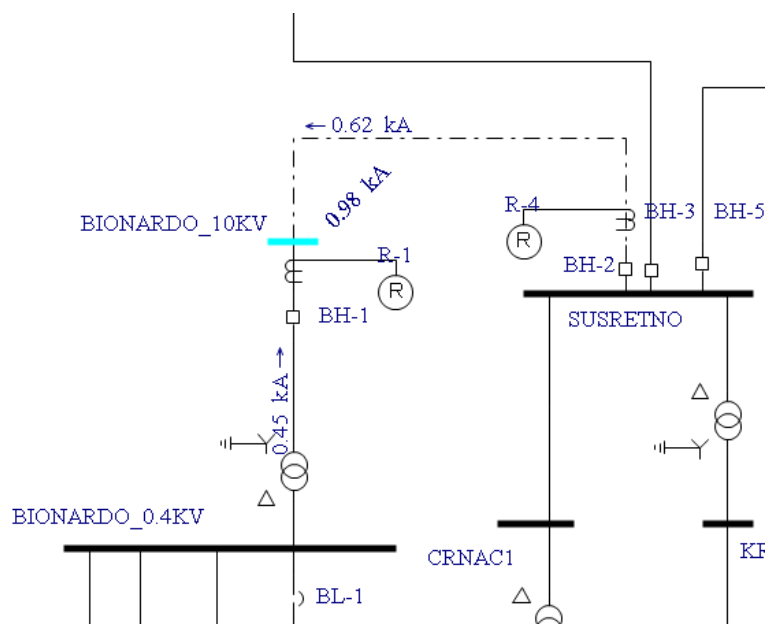 ←0.62 kA
0.98 kA
R-4
BH-3
BH-5
BIONARDO_10KV
R-1
R
BH-2
R
BH-1
SUSRETNO
0.45 kA→
BIONARDO_0.4KV
CRNAC1
KR
BL-1